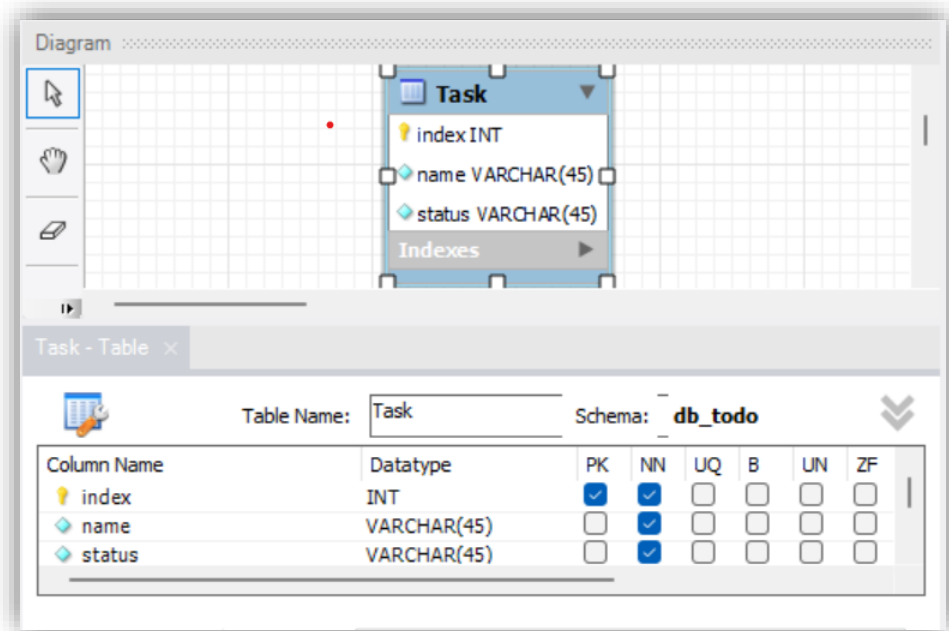 Diagram
Task
index INT
name VARCHAR(45)
status VARCHAR(45)
Indexes
Task - Table ×
Table Name: Task Schema: db_todo
Column Name Datatype PK NN UQ B UN ZF
index INT
name VARCHAR(45)
status VARCHAR(45)